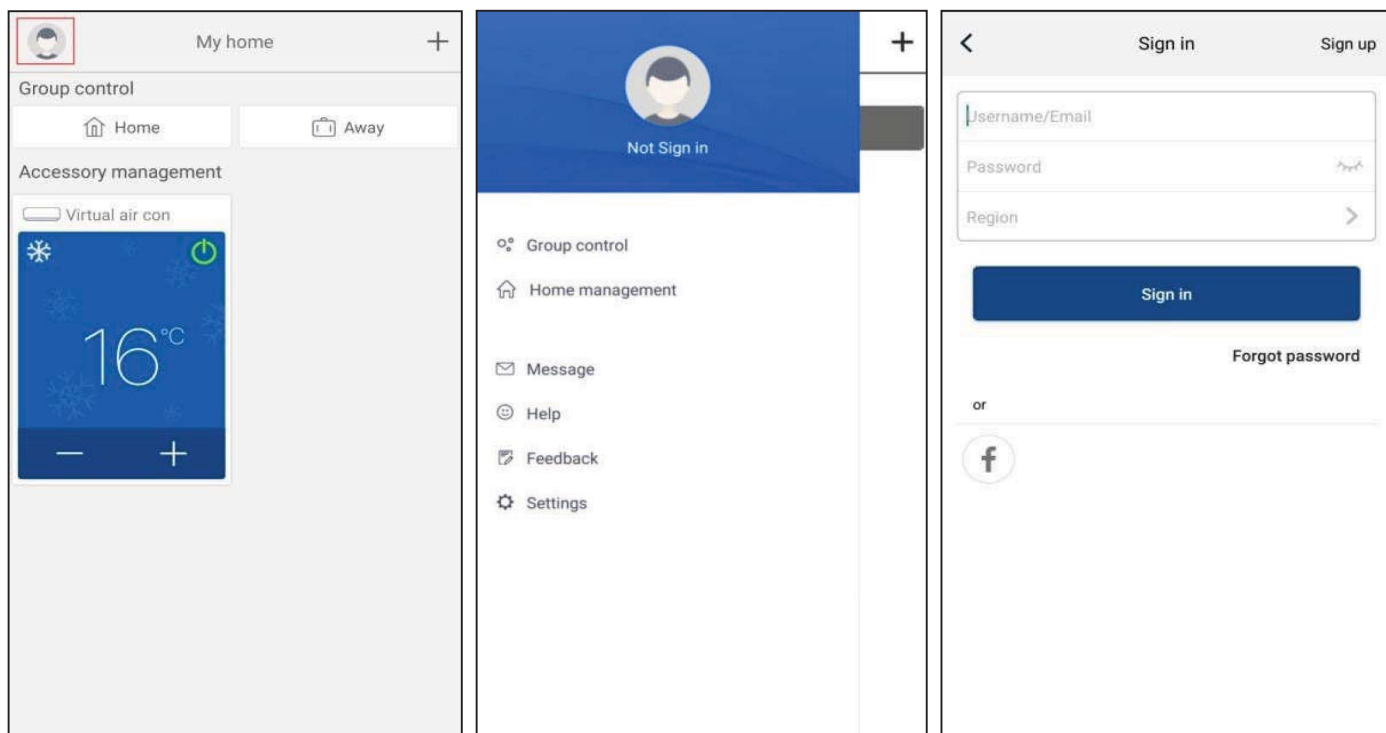 My home
Group control
Home
Away
Accessory management
Virtual air con
16°C
Not Sign in
Group control
Home management
Message
Help
Feedback
Settings
Sign in
Sign up
Username/Email
Password
Region
Sign in
Forgot password
or
f